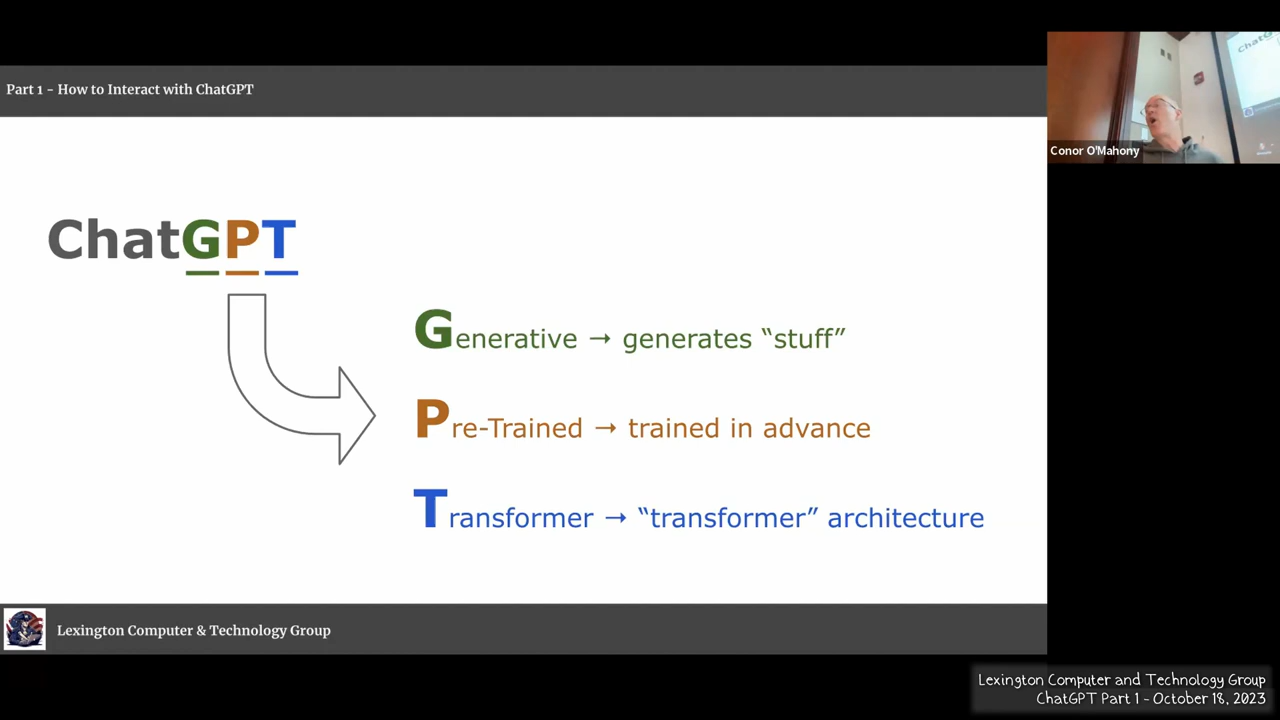 Part 1 - How to Interact with ChatGPT
ChatGPT
Generative → generates “stuff”
Pre-Trained → trained in advance
Transformer → “transformer” architecture
Lexington Computer & Technology Group
Conor O'Mahony
Lexington Computer and Technology Group
ChatGPT Part 1 - October 18, 2023